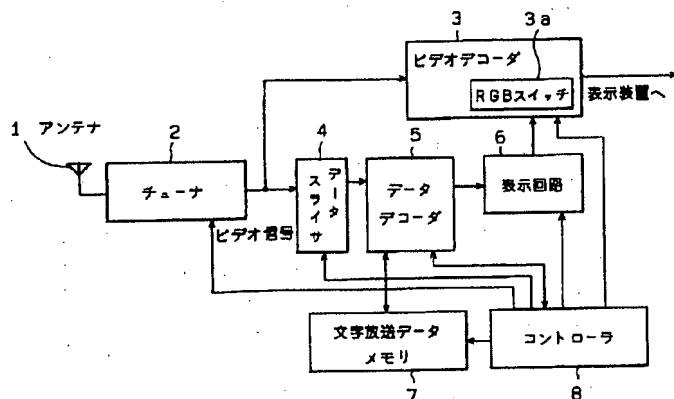 3
3a
ビデオデコーダ
RGBスイッチ
表示装置へ
1
アンテナ
2
チューナ
ビデオ信号
4
データ
スライサ
5
データ
デコーダ
6
表示回路
文字放送データ
メモリ
7
コントローラ
8